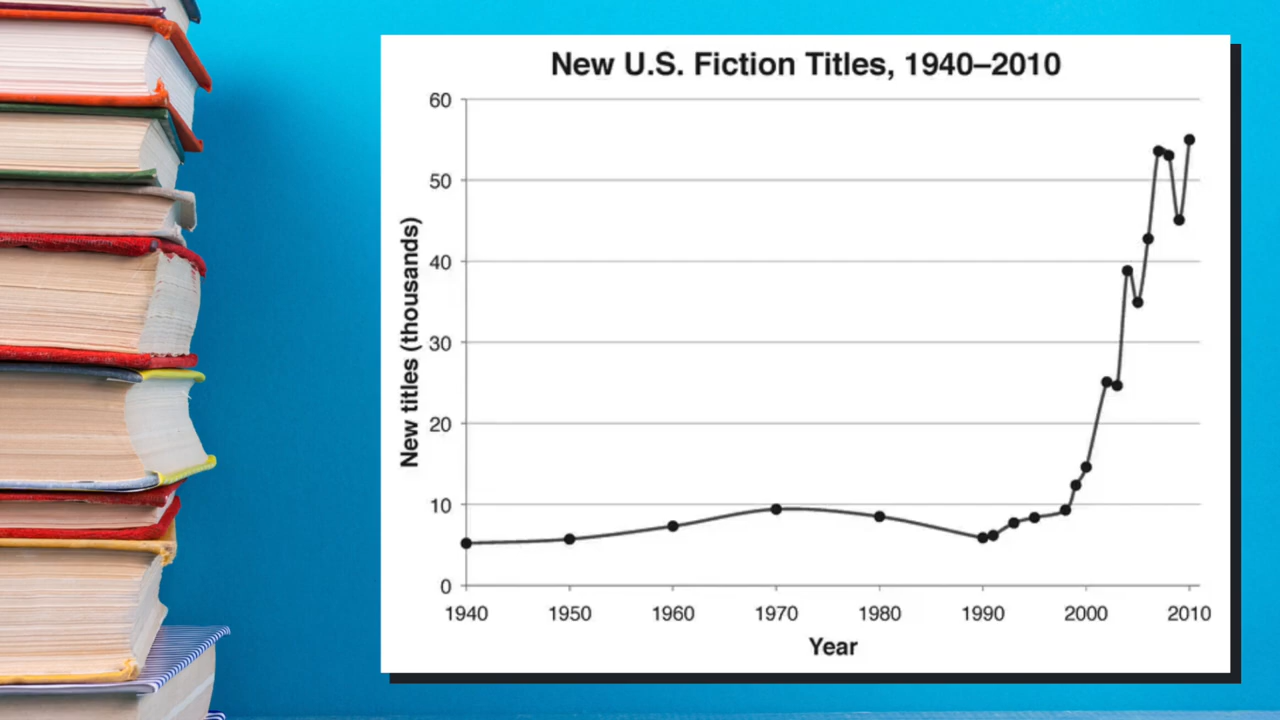 New U.S. Fiction Titles, 1940–2010
New titles (thousands)
60
50
40
30
20
10
0
1940 1950 1960 1970 1980 1990 2000 2010
Year